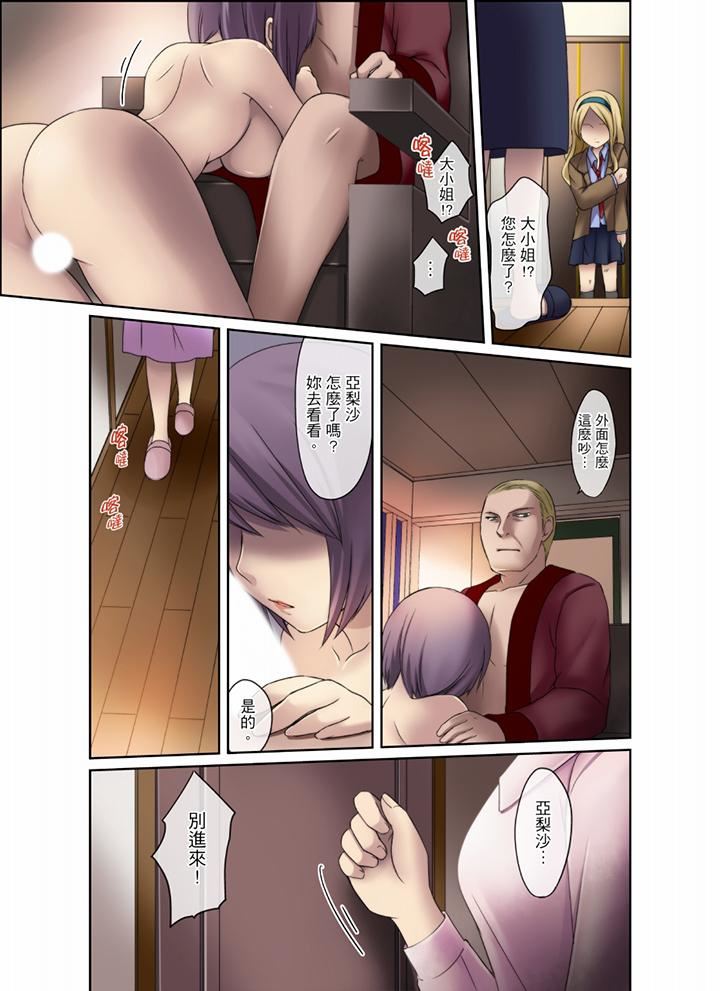 大小姐!?
您怎麼了？
喀噠
大小姐!?
喀噠
…
外面怎麼
這麼吵…
亞梨沙
怎麼了嗎？
妳去看看。
是的。
喀噠
喀噠
亞梨沙…
別進來！